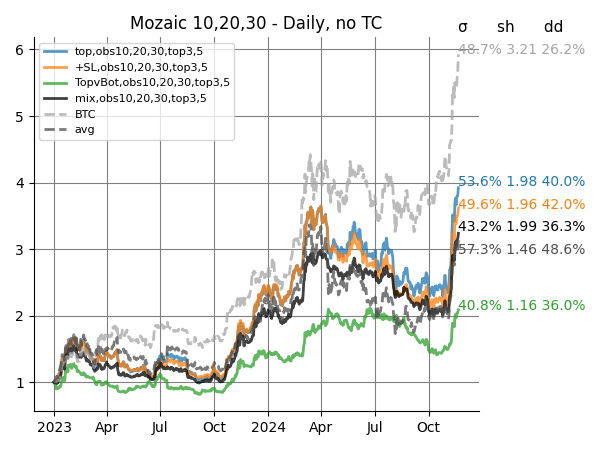 Mozaic 10,20,30 - Daily, no TC
σ sh dd
top,obs10,20,30,top3,5
+SL,obs10,20,30,top3,5
TopvBot,obs10,20,30,top3,5
mix,obs10,20,30,top3,5
BTC
avg
48.7% 3.21 26.2%
53.6% 1.98 40.0%
49.6% 1.96 42.0%
43.2% 1.99 36.3%
57.3% 1.46 48.6%
40.8% 1.16 36.0%
6
5
4
3
2
1
2023 Apr Jul Oct 2024 Apr Jul Oct